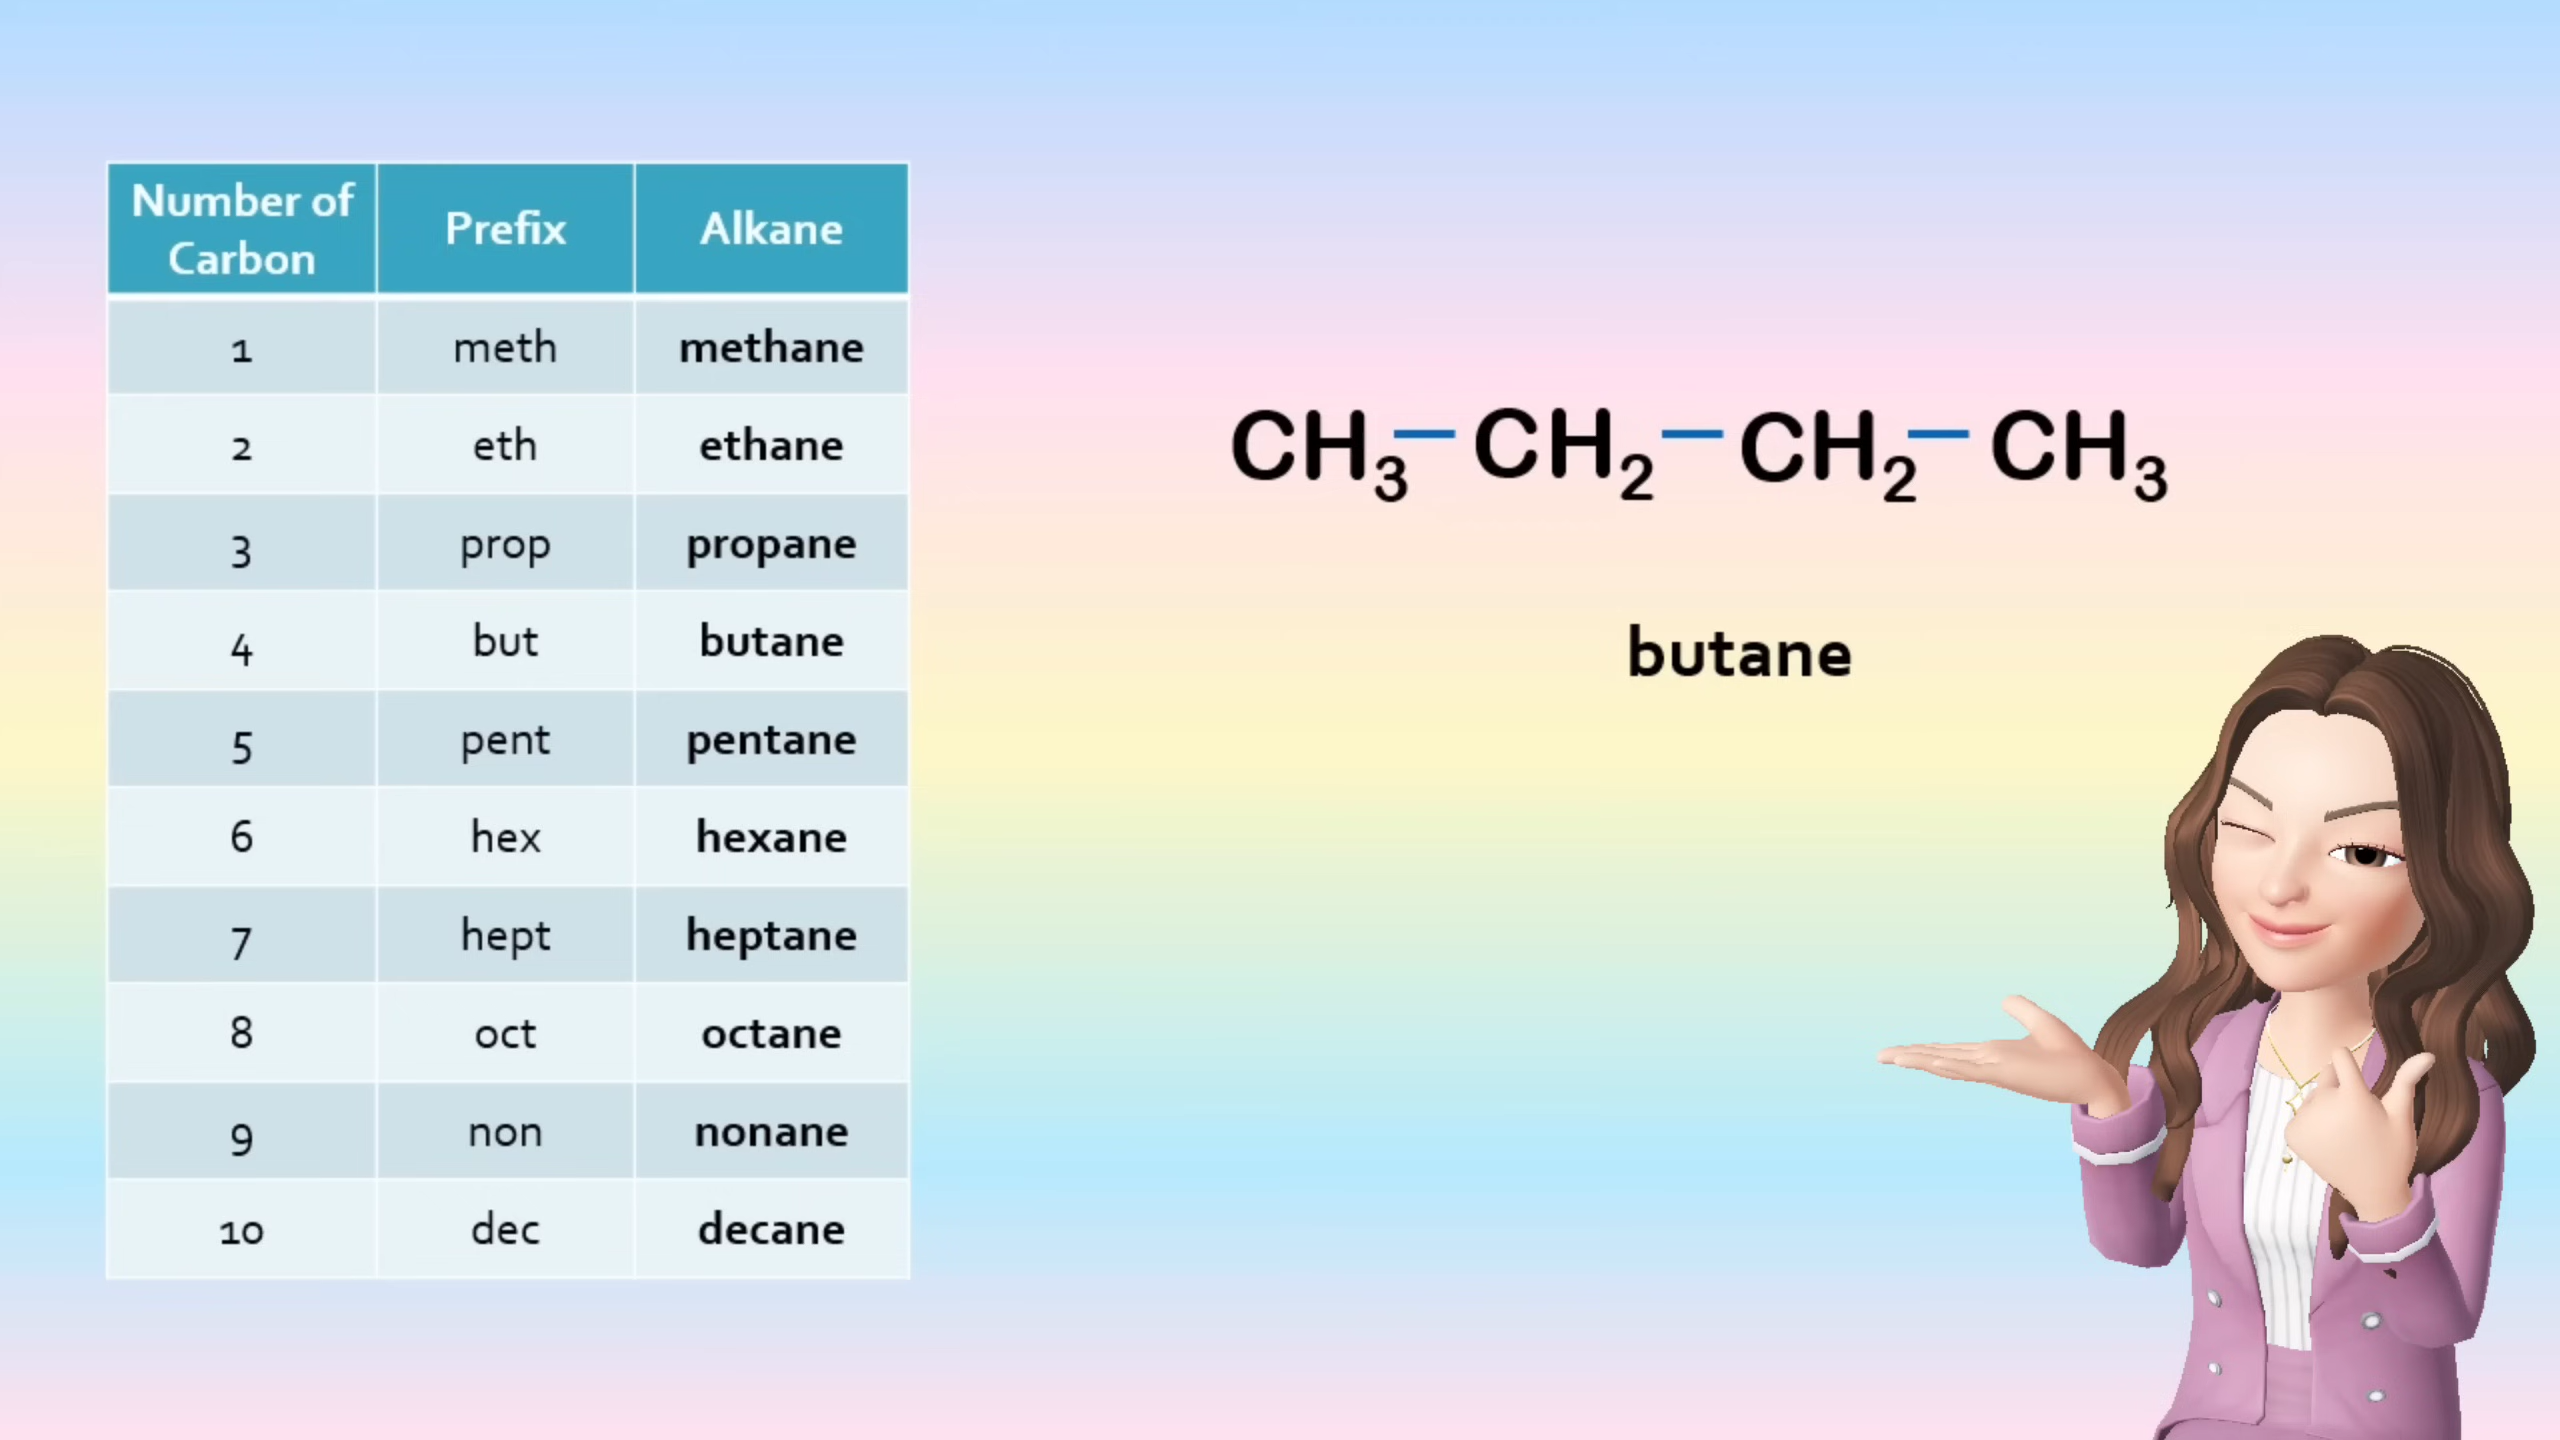 Number of Carbon Prefix Alkane
1 meth methane
2 eth ethane
3 prop propane
4 but butane
5 pent pentane
6 hex hexane
7 hept heptane
8 oct octane
9 non nonane
10 dec decane
CH₃–CH₂–CH₂–CH₃
butane